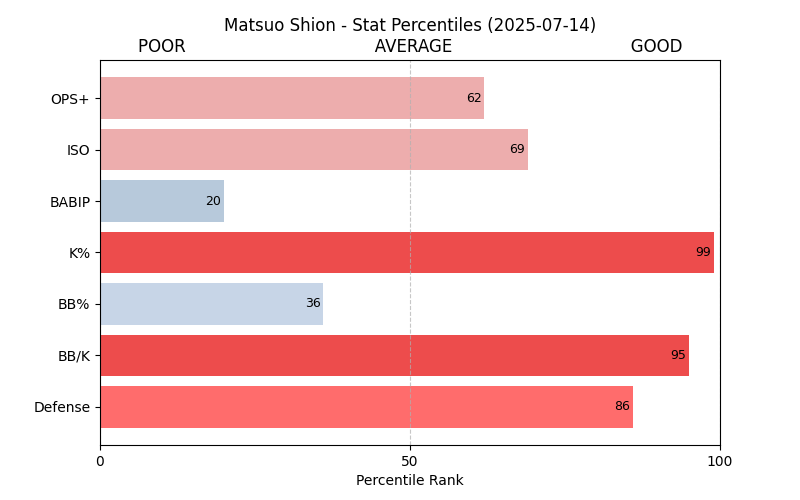 Matsuo Shion - Stat Percentiles (2025-07-14)
POOR AVERAGE GOOD
OPS+ 62
ISO 69
BABIP 20
K% 99
BB% 36
BB/K 95
Defense 86
0 50 100
Percentile Rank